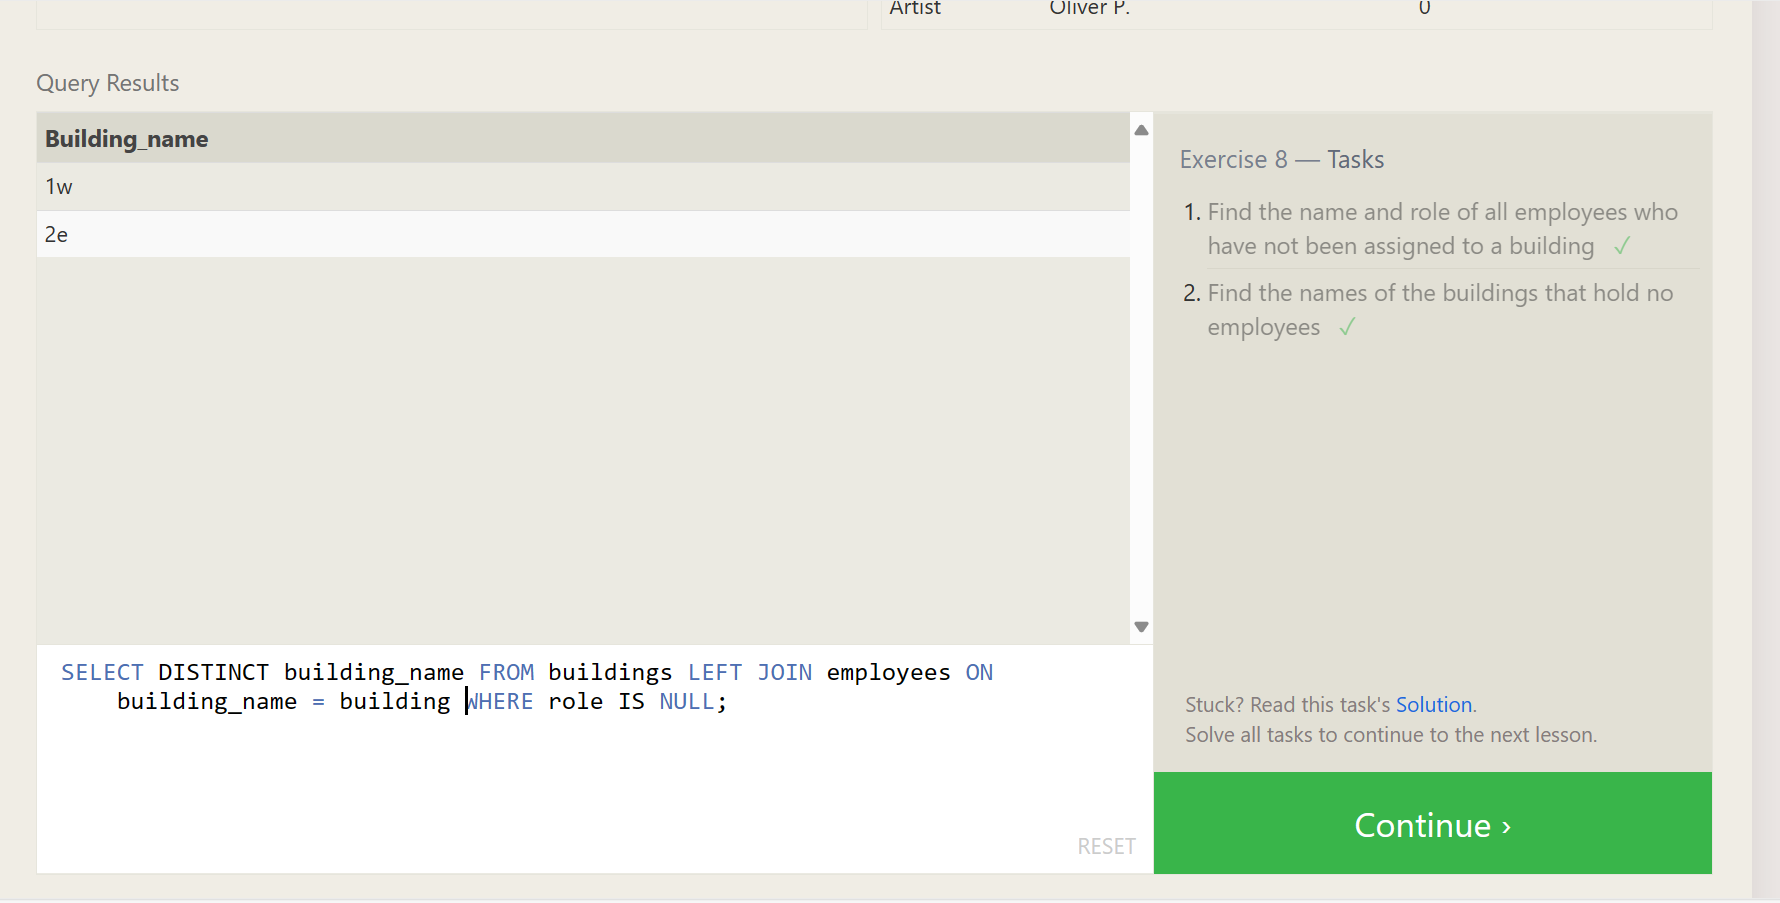 Artist Oliver P. 0
Query Results
Building_name
1w
2e
Exercise 8 — Tasks
1. Find the name and role of all employees who
have not been assigned to a building ✓
2. Find the names of the buildings that hold no
employees ✓
SELECT DISTINCT building_name FROM buildings LEFT JOIN employees ON
building_name = building WHERE role IS NULL;
RESET
Stuck? Read this task's Solution.
Solve all tasks to continue to the next lesson.
Continue ›